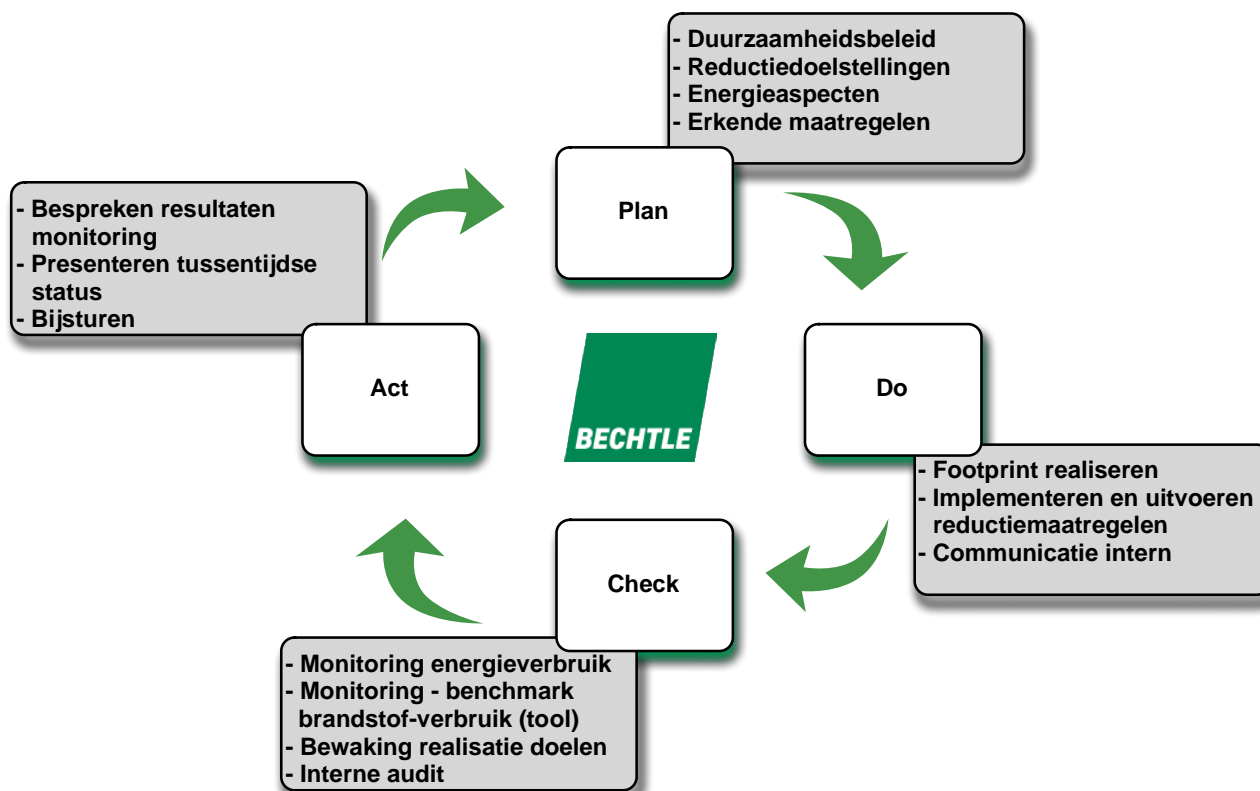 - Duurzaamheidsbeleid
- Reductiedoelstellingen
- Energieaspecten
- Erkende maatregelen
Plan
- Bespreken resultaten
monitoring
- Presenteren tussentijdse
status
- Bijsturen
Act
BECHTLE
Do
- Footprint realiseren
- Implementeren en uitvoeren
reductiemaatregelen
- Communicatie intern
Check
- Monitoring energieverbruik
- Monitoring - benchmark
brandstof-verbruik (tool)
- Bewaking realisatie doelen
- Interne audit